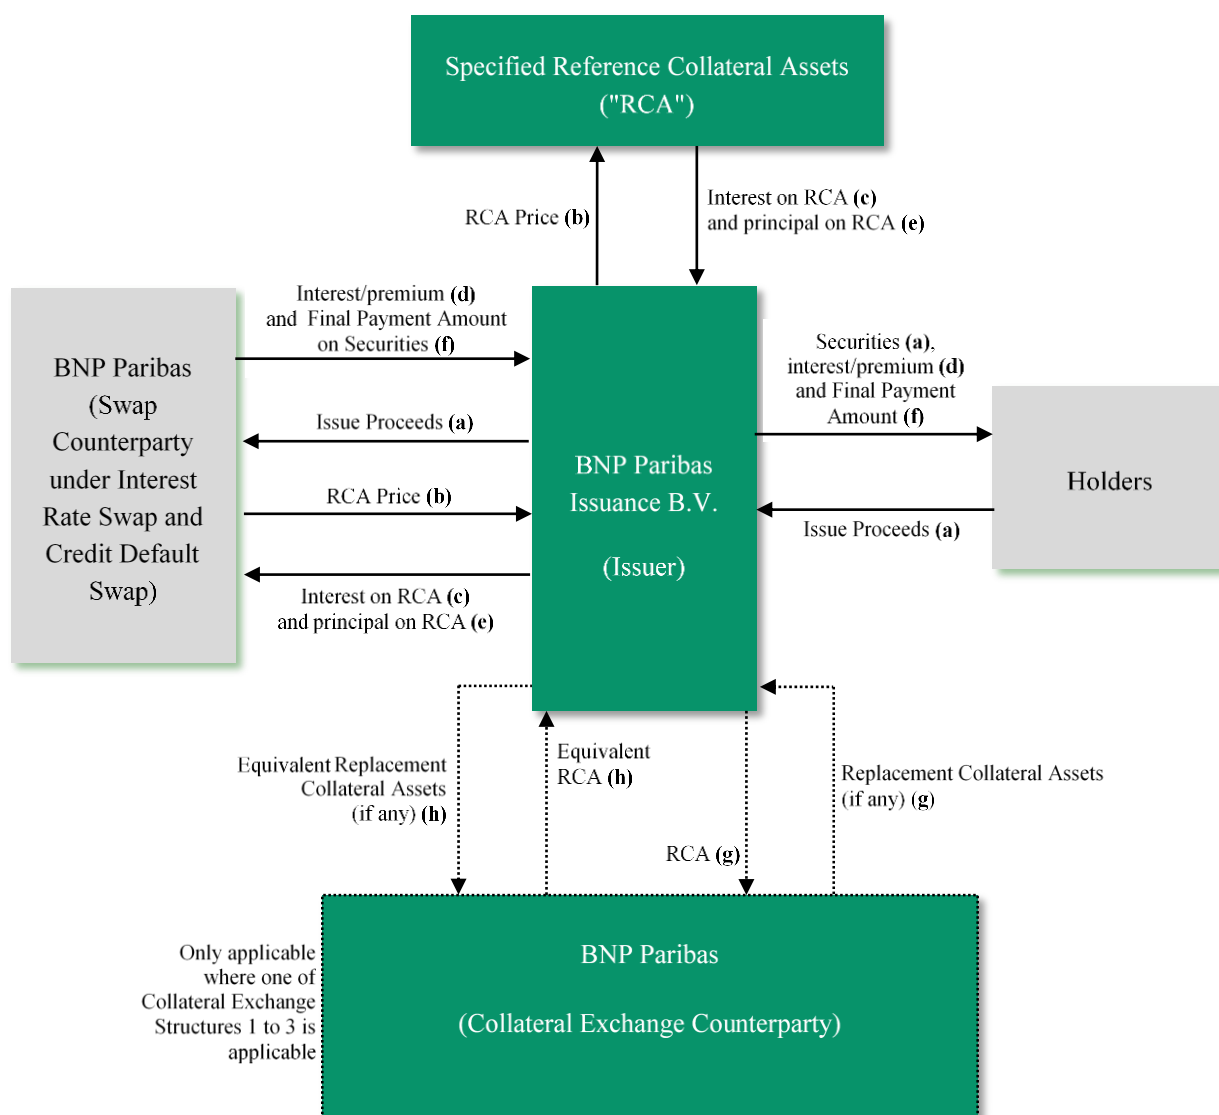 Specified Reference Collateral Assets
("RCA")
RCA Price (b)
Interest on RCA (c)
and principal on RCA (e)
BNP Paribas
(Swap
Counterparty
under Interest
Rate Swap and
Credit Default
Swap)
Interest/premium (d)
and Final Payment Amount
on Securities (f)
Issue Proceeds (a)
RCA Price (b)
Interest on RCA (c)
and principal on RCA (e)
BNP Paribas
Issuance B.V.
(Issuer)
Securities (a),
interest/premium (d)
and Final Payment
Amount (f)
Issue Proceeds (a)
Holders
Equivalent Replacement
Collateral Assets
(if any) (h)
Equivalent
RCA (h)
RCA (g)
Replacement Collateral Assets
(if any) (g)
Only applicable
where one of
Collateral Exchange
Structures 1 to 3 is
applicable
BNP Paribas
(Collateral Exchange Counterparty)